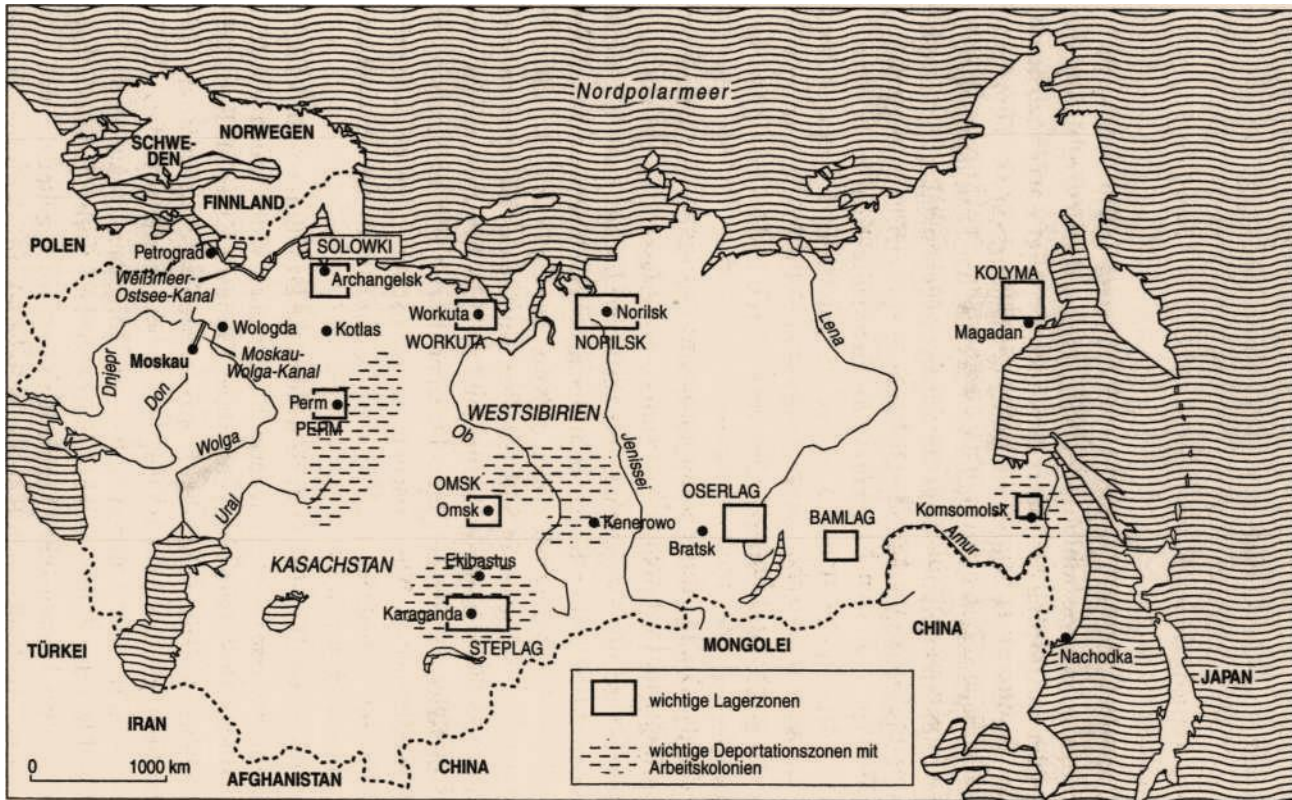 Nordpolarmeer
NORWEGEN
SCHWE-
DEN
FINNLAND
POLEN
Petrograd
SOLOWKI
Weißmeer-
Ostsee-Kanal
Archangelsk
KOLYMA
Magadan
Workuta
WORKUTA
Norilsk
NORILSK
Lena
Wologda
Kotlas
Moskau
Moskau-
Wolga-Kanal
Dnjepr
Don
Perm
PERM
WESTSIBIRIEN
Ob
Jenissei
Wolga
Ural
OMSK
Omsk
OSERLAG
BAMLAG
Komsomolsk
Kenerowo
Bratsk
Amur
KASACHSTAN
Ekibastus
Karaganda
STEPLAG
MONGOLEI
CHINA
Nachodka
TÜRKEI
JAPAN
IRAN
wichtige Lagerzonen
wichtige Deportationszonen mit
Arbeitskolonien
0 1000 km
AFGHANISTAN
CHINA